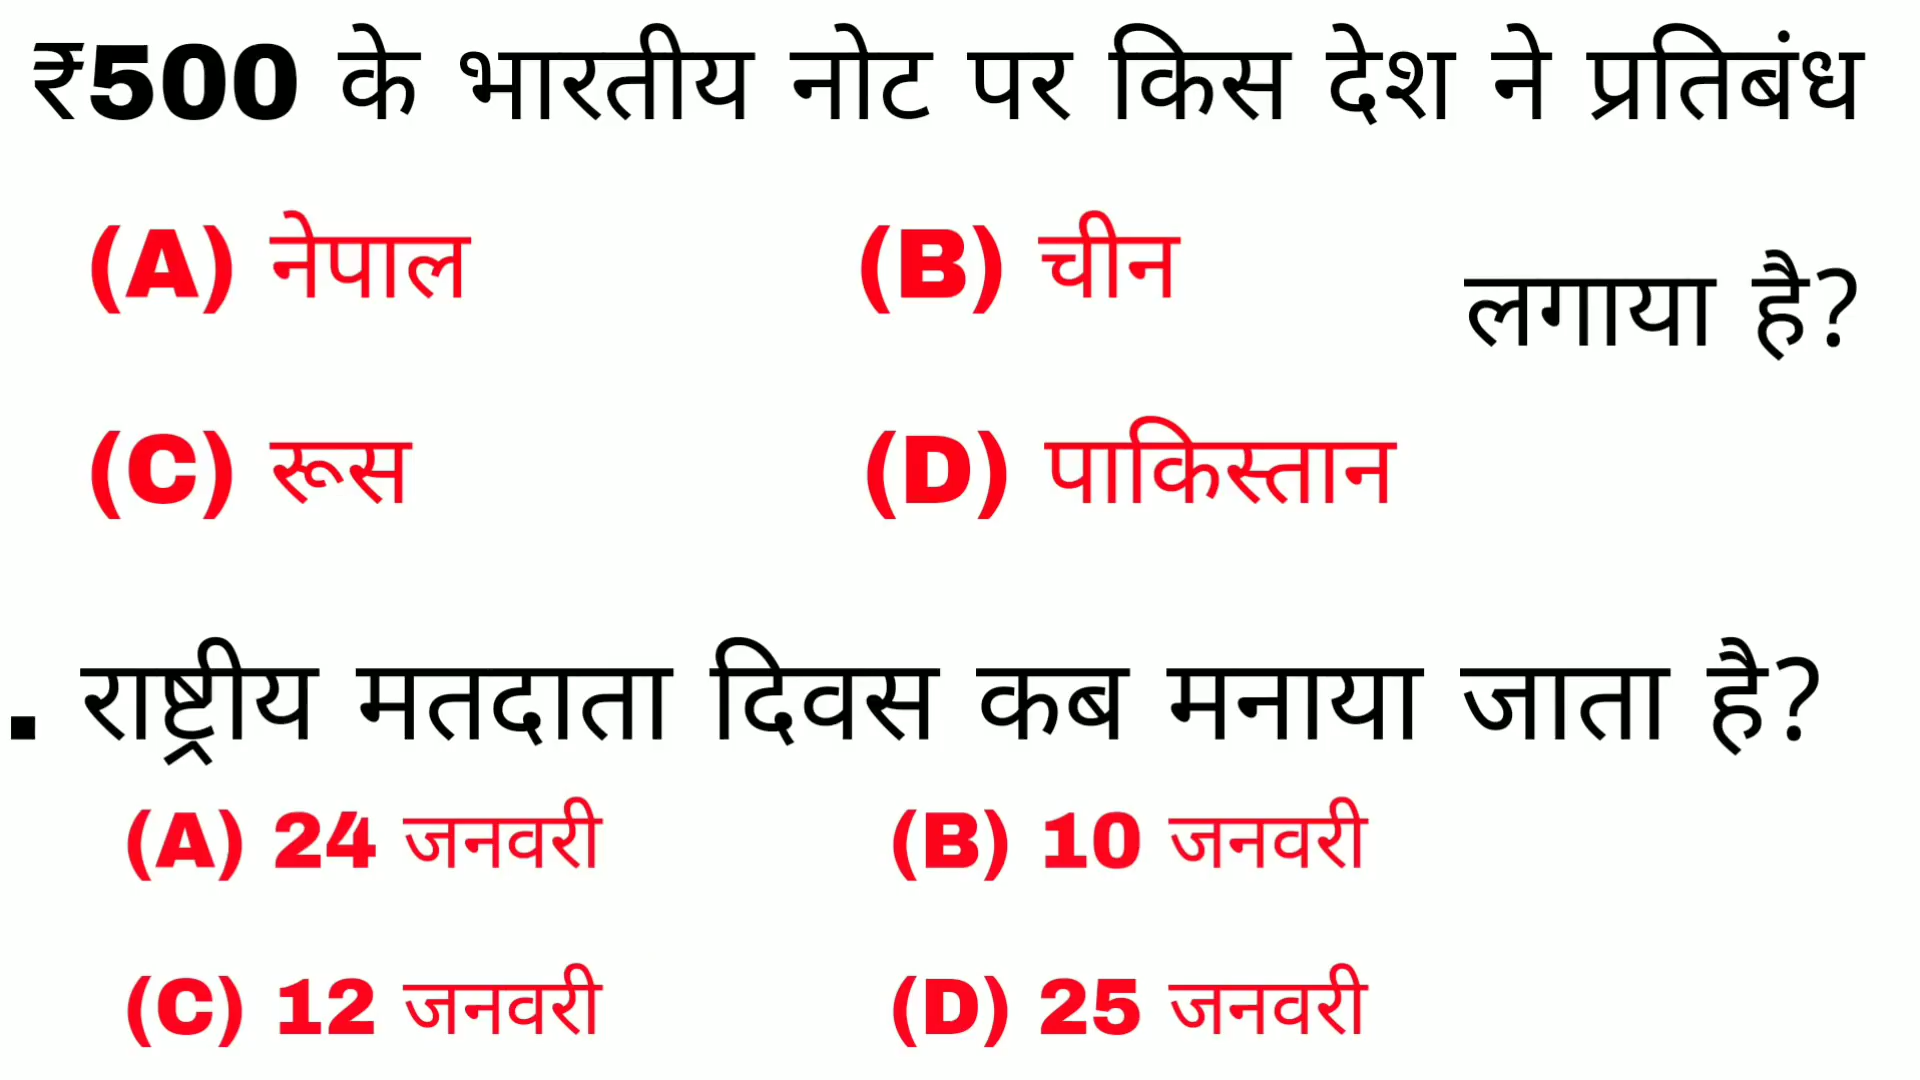 ₹500 के भारतीय नोट पर किस देश ने प्रतिबंध
लगाया है?
(A) नेपाल (B) चीन
(C) रूस (D) पाकिस्तान
. राष्ट्रीय मतदाता दिवस कब मनाया जाता है?
(A) 24 जनवरी (B) 10 जनवरी
(C) 12 जनवरी (D) 25 जनवरी